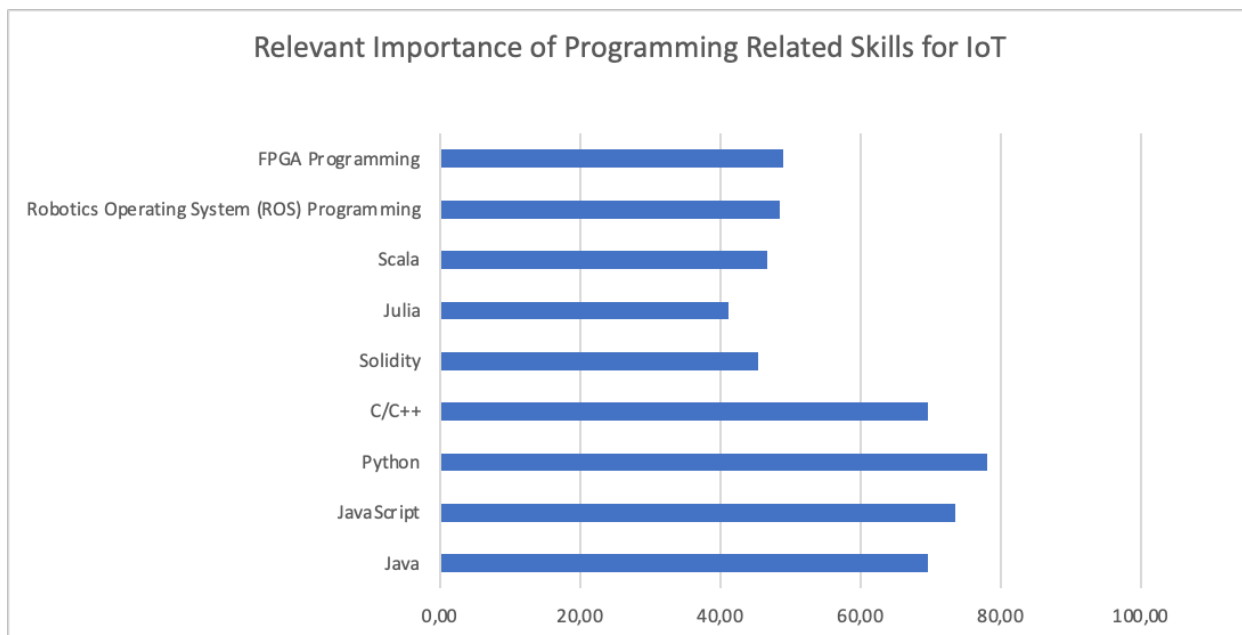 Relevant Importance of Programming Related Skills for IoT
FPGA Programming
Robotics Operating System (ROS) Programming
Scala
Julia
Solidity
C/C++
Python
JavaScript
Java
0,00 20,00 40,00 60,00 80,00 100,00